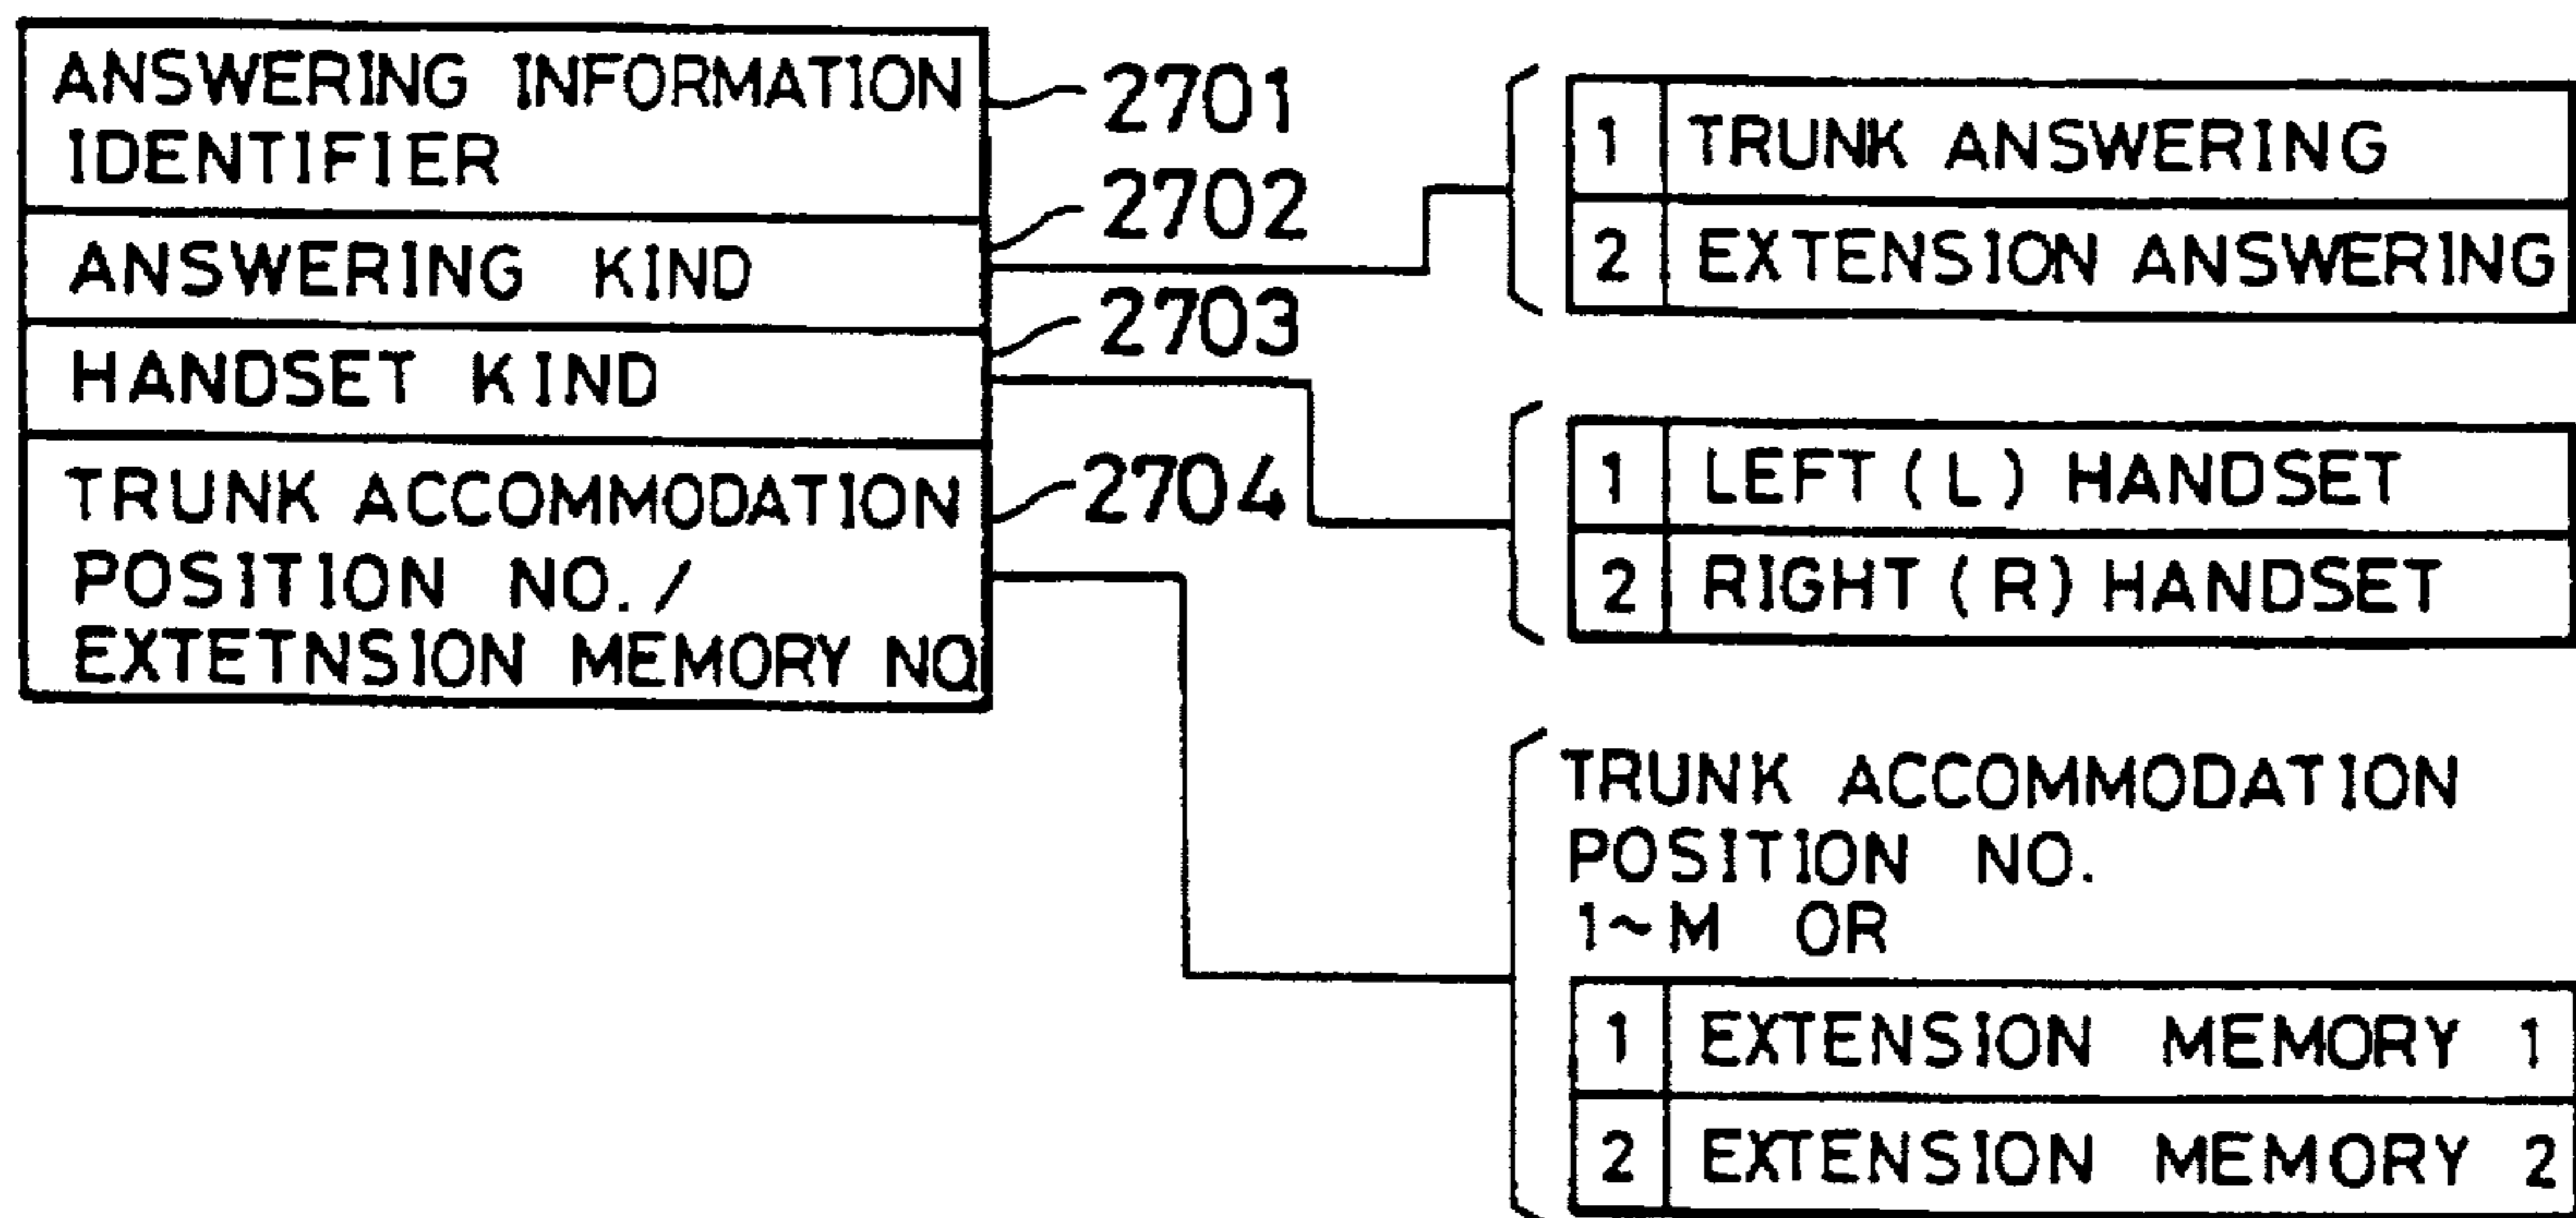 ANSWERING INFORMATION
IDENTIFIER
2701
ANSWERING KIND
2702
HANDSET KIND
2703
TRUNK ACCOMMODATION
POSITION NO./
EXTETNSION MEMORY NO
2704
1 TRUNK ANSWERING
2 EXTENSION ANSWERING
1 LEFT (L) HANDSET
2 RIGHT (R) HANDSET
TRUNK ACCOMMODATION
POSITION NO.
1~M OR
1 EXTENSION MEMORY 1
2 EXTENSION MEMORY 2